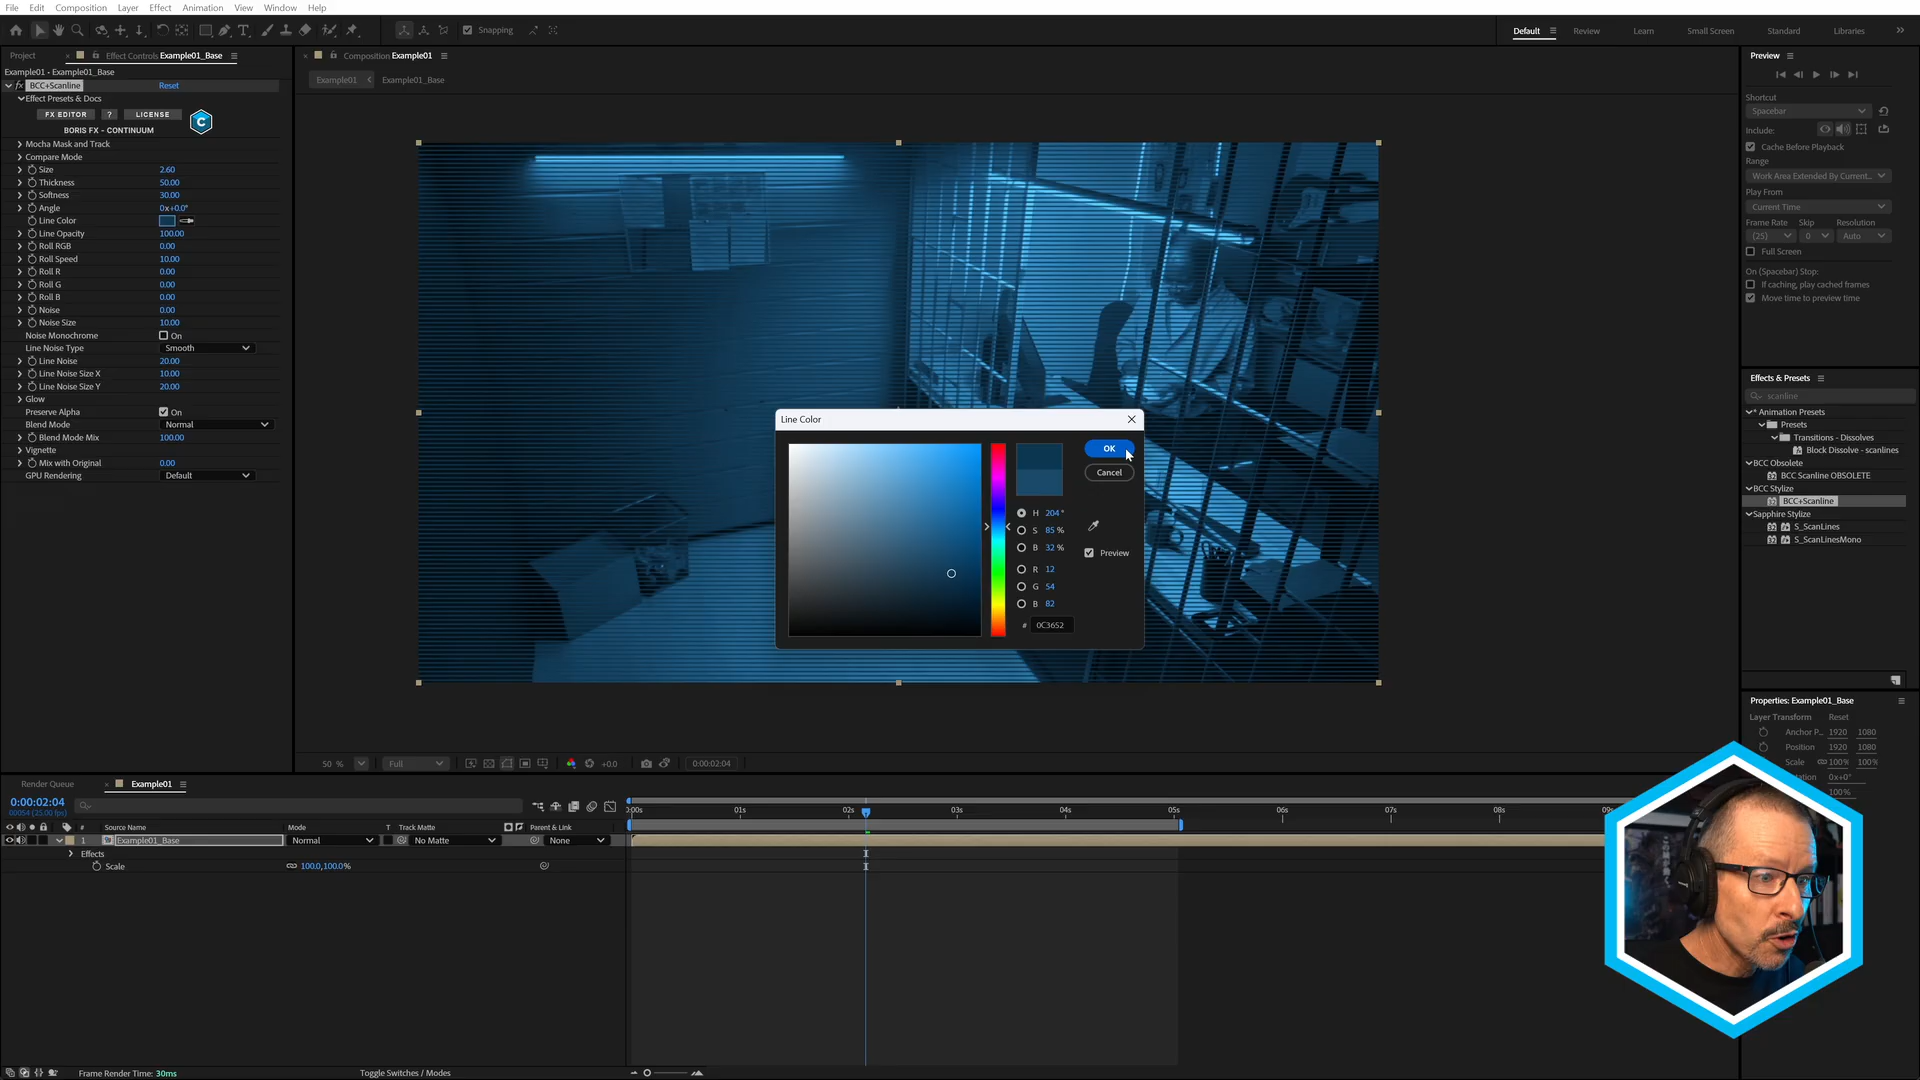 File Edit Composition Layer Effect Animation View Window Help
Snapping
Default Review Learn Small Screen Standard Libraries
Project Effect Controls Example01_Base
Example01 • Example01_Base
fx BCC+Scanline Reset
Effect Presets & Docs
FX EDITOR ? LICENSE
C
BORIS FX - CONTINUUM
Mocha Mask and Track
Compare Mode
Size 2.60
Thickness 50.00
Softness 30.00
Angle 0x+0.0°
Line Color
Line Opacity 100.00
Roll RGB 0.00
Roll Speed 10.00
Roll R 0.00
Roll G 0.00
Roll B 0.00
Noise 0.00
Noise Size 10.00
Noise Monochrome On
Line Noise Type Smooth
Line Noise 20.00
Line Noise Size X 10.00
Line Noise Size Y 20.00
Glow
Preserve Alpha On
Blend Mode Normal
Blend Mode Mix 100.00
Vignette
Mix with Original 0.00
GPU Rendering Default
Composition Example01
Example01 Example01_Base
Line Color
OK
Cancel
H 204°
S 85 %
B 32 %
Preview
R 12
G 54
B 82
# 0C3652
50 % Full +0.0 0:00:02:04
Preview
Shortcut
Spacebar
Include:
Cache Before Playback
Range
Work Area Extended By Current...
Play From
Current Time
Frame Rate Skip Resolution
(25) 0 Auto
Full Screen
On (Spacebar) Stop:
If caching, play cached frames
Move time to preview time
Effects & Presets
scanline
* Animation Presets
Presets
Transitions - Dissolves
Block Dissolve - scanlines
BCC Obsolete
BCC Scanline OBSOLETE
BCC Stylize
BCC+Scanline
Sapphire Stylize
S_ScanLines
S_ScanLinesMono
Properties: Example01_Base
Layer Transform Reset
Anchor P... 1920 1080
Position 1920 1080
Scale 100% 100%
0x+0°
100%
Render Queue Example01
0:00:02:04
00054 (25.00 fps)
# Source Name Mode T Track Matte Parent & Link
1 Example01_Base Normal No Matte None
Effects
Scale 100.0,100.0%
01s 02s 03s 04s 05s 06s 07s 08s
Frame Render Time: 30ms Toggle Switches / Modes